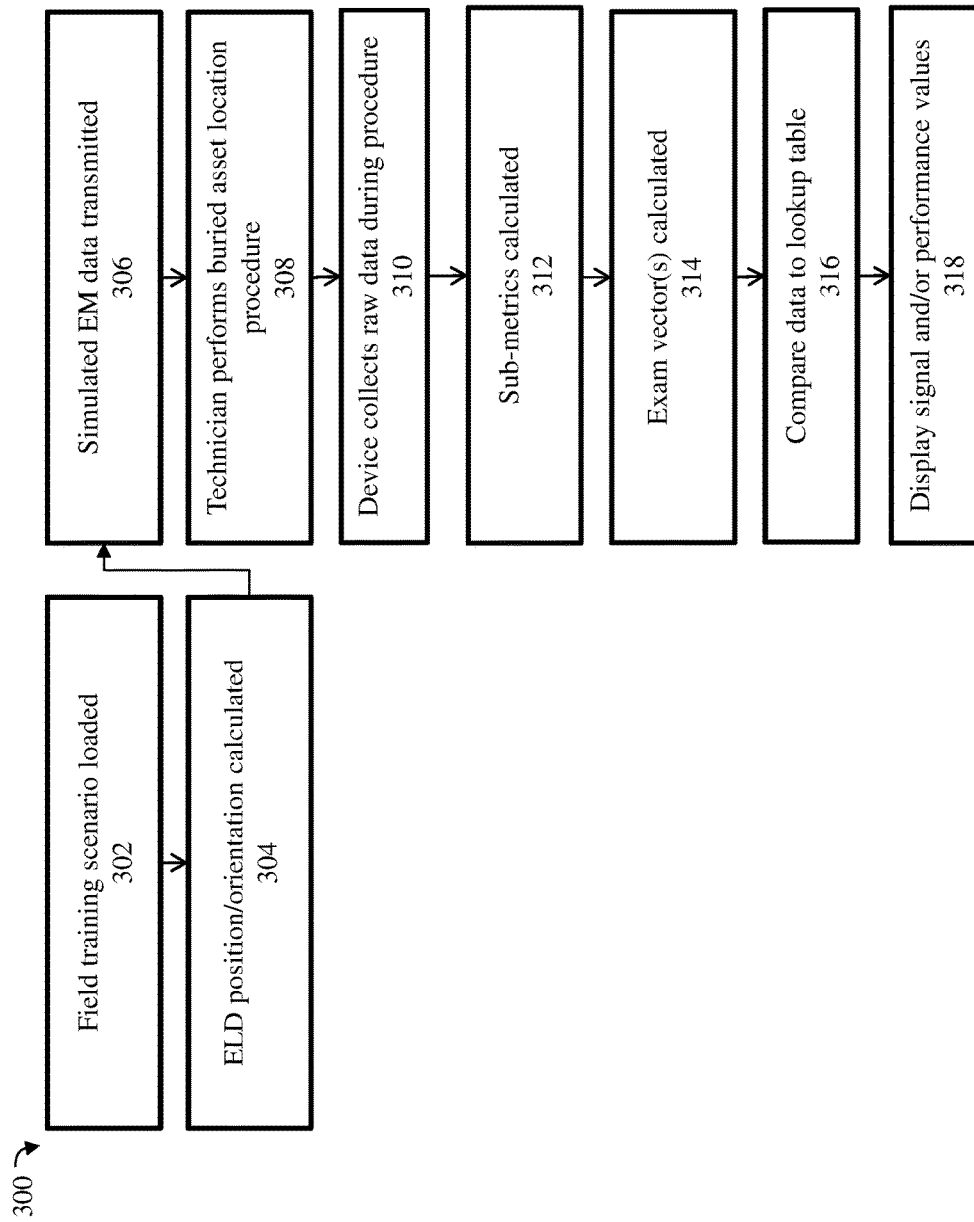 300
Field training scenario loaded
302
ELD position/orientation calculated
304
Simulated EM data transmitted
306
Technician performs buried asset location
procedure
308
Device collects raw data during procedure
310
Sub-metrics calculated
312
Exam vector(s) calculated
314
Compare data to lookup table
316
Display signal and/or performance values
318